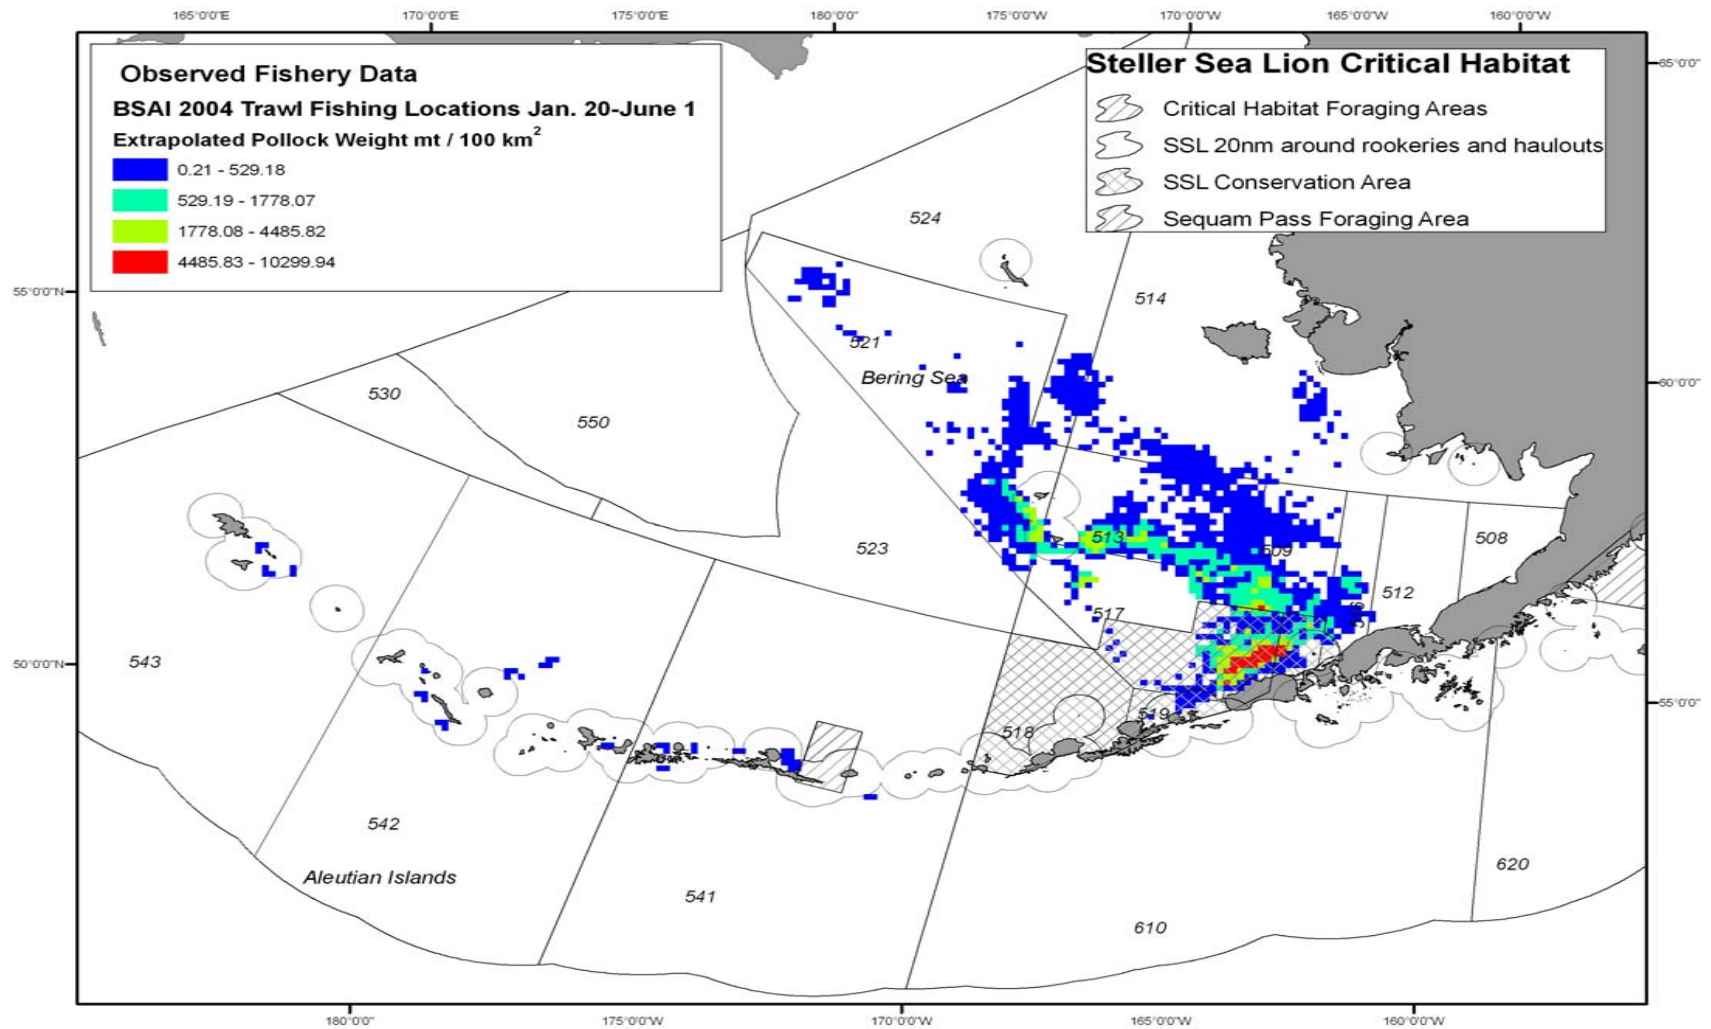 165°0'0"E 170°0'0"E 175°0'0"E 180°0'0" 175°0'0"W 170°0'0"W 165°0'0"W 160°0'0"W
Observed Fishery Data
BSAI 2004 Trawl Fishing Locations Jan. 20-June 1
Extrapolated Pollock Weight mt / 100 km²
0.21 - 529.18
529.19 - 1778.07
1778.08 - 4485.82
4485.83 - 10299.94
Steller Sea Lion Critical Habitat
Critical Habitat Foraging Areas
SSL 20nm around rookeries and haulouts
SSL Conservation Area
Sequam Pass Foraging Area
65°0'0"
524
55°0'0"N
514
521
Bering Sea
60°0'0"
530
550
513
509
508
523
512
517
516
50°0'0"N
543
55°0'0"
519
518
542
620
Aleutian Islands
541
610
180°0'0"W 175°0'0"W 170°0'0"W 165°0'0"W 160°0'0"W